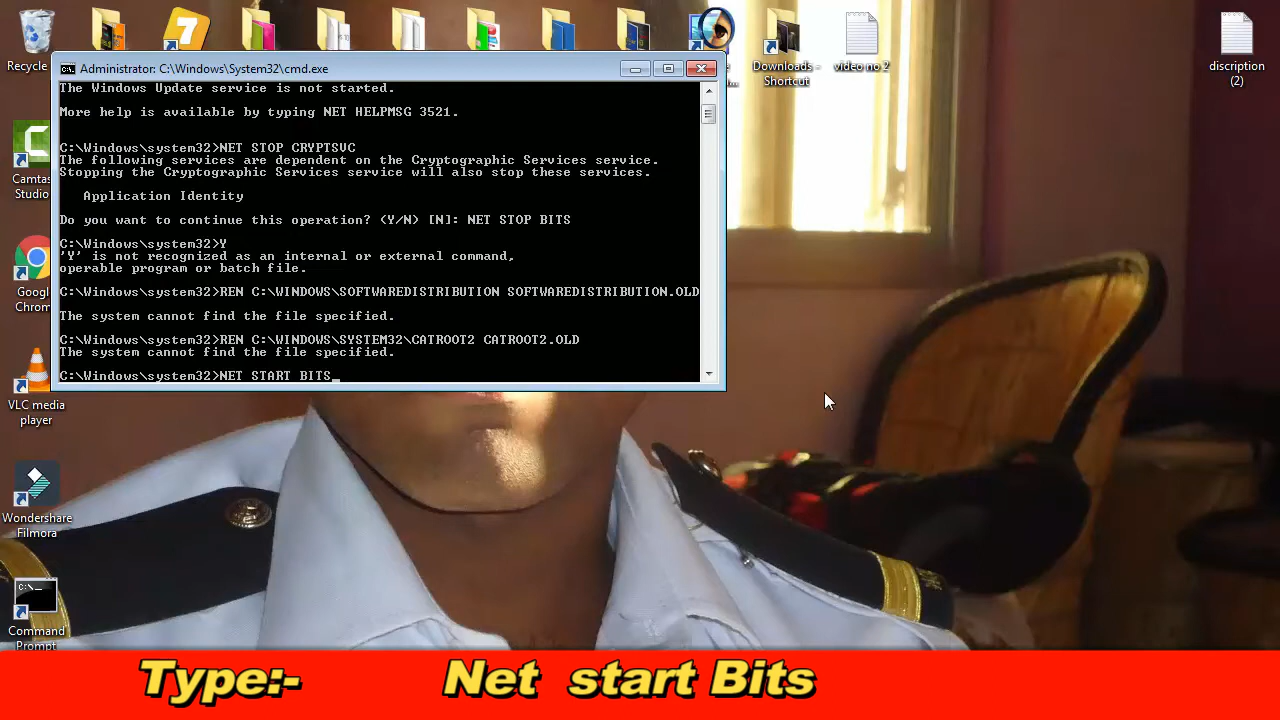 Recycle
Downloads -
Shortcut
video no 2
discription
(2)
Administrator: C:\Windows\System32\cmd.exe
The Windows Update service is not started.
More help is available by typing NET HELPMSG 3521.
C:\Windows\system32>NET STOP CRYPTSVC
The following services are dependent on the Cryptographic Services service.
Stopping the Cryptographic Services service will also stop these services.
Application Identity
Do you want to continue this operation? (Y/N) [N]: NET STOP BITS
C:\Windows\system32>Y
'Y' is not recognized as an internal or external command,
operable program or batch file.
C:\Windows\system32>REN C:\WINDOWS\SOFTWAREDISTRIBUTION SOFTWAREDISTRIBUTION.OLD
The system cannot find the file specified.
C:\Windows\system32>REN C:\WINDOWS\SYSTEM32\CATROOT2 CATROOT2.OLD
The system cannot find the file specified.
C:\Windows\system32>NET START BITS_
Camtas
Studio
Googl
Chrom
VLC media
player
Wondershare
Filmora
Command
Prompt
Type:- Net start Bits